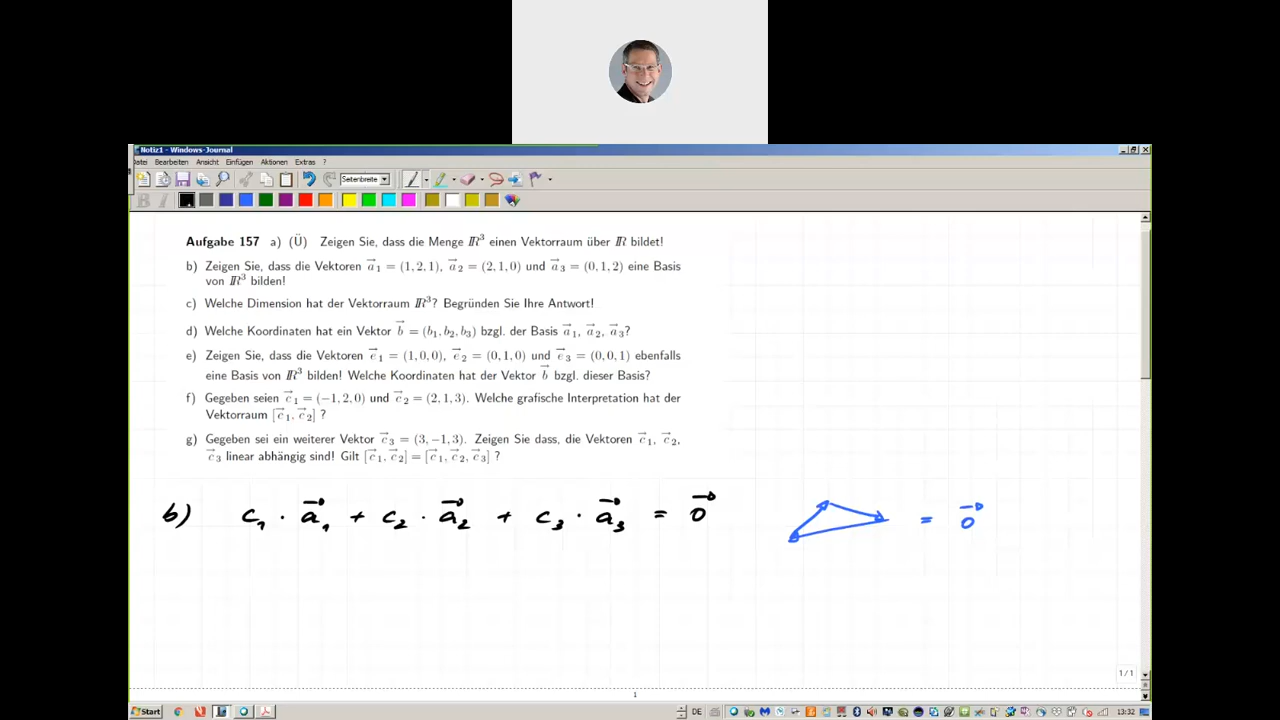 Notiz1 - Windows-Journal
Datei Bearbeiten Ansicht Einfügen Aktionen Extras ?
Seitenbreite
Aufgabe 157 a) (Ü) Zeigen Sie, dass die Menge ℝ³ einen Vektorraum über ℝ bildet!
b) Zeigen Sie, dass die Vektoren a⃗₁ = (1, 2, 1), a⃗₂ = (2, 1, 0) und a⃗₃ = (0, 1, 2) eine Basis
von ℝ³ bilden!
c) Welche Dimension hat der Vektorraum ℝ³? Begründen Sie Ihre Antwort!
d) Welche Koordinaten hat ein Vektor b⃗ = (b₁, b₂, b₃) bzgl. der Basis a⃗₁, a⃗₂, a⃗₃?
e) Zeigen Sie, dass die Vektoren e⃗₁ = (1, 0, 0), e⃗₂ = (0, 1, 0) und e⃗₃ = (0, 0, 1) ebenfalls
eine Basis von ℝ³ bilden! Welche Koordinaten hat der Vektor b⃗ bzgl. dieser Basis?
f) Gegeben seien c⃗₁ = (−1, 2, 0) und c⃗₂ = (2, 1, 3). Welche grafische Interpretation hat der
Vektorraum [c⃗₁, c⃗₂] ?
g) Gegeben sei ein weiterer Vektor c⃗₃ = (3, −1, 3). Zeigen Sie dass, die Vektoren c⃗₁, c⃗₂,
c⃗₃ linear abhängig sind! Gilt [c⃗₁, c⃗₂] = [c⃗₁, c⃗₂, c⃗₃] ?
b) c₁ · a⃗₁ + c₂ · a⃗₂ + c₃ · a⃗₃ = 0⃗ = 0⃗
1 / 1
1
Start
DE
13:32